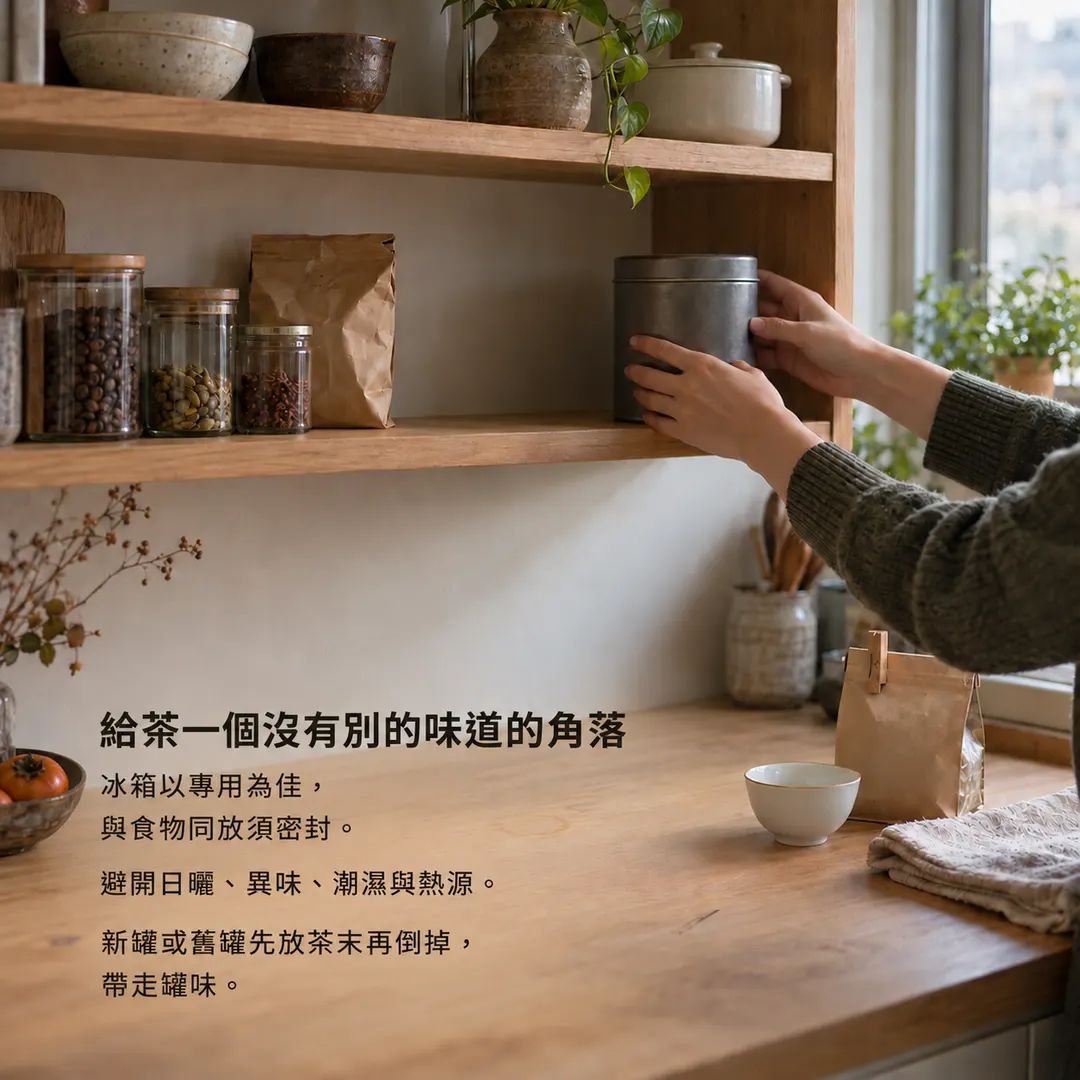 給茶一個沒有別的味道的角落
冰箱以專用為佳，
與食物同放須密封。
避開日曬、異味、潮濕與熱源。
新罐或舊罐先放茶末再倒掉，
帶走罐味。